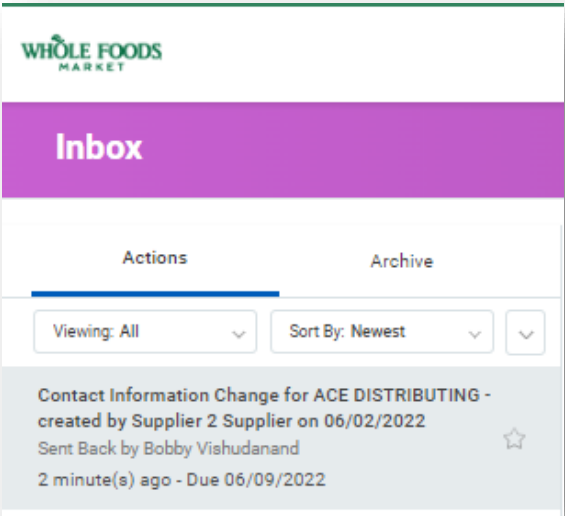 WHOLE FOODS
MARKET
Inbox
Actions
Archive
Viewing: All
Sort By: Newest
Contact Information Change for ACE DISTRIBUTING -
created by Supplier 2 Supplier on 06/02/2022
Sent Back by Bobby Vishudanand
2 minute(s) ago - Due 06/09/2022